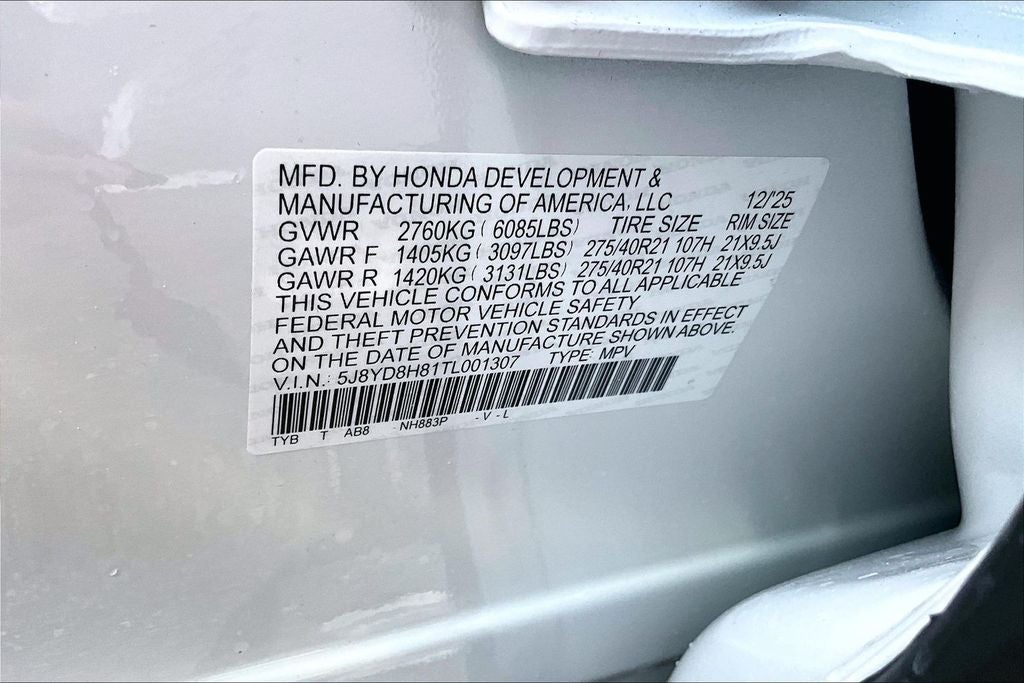 MFD. BY HONDA DEVELOPMENT &
MANUFACTURING OF AMERICA, LLC 12/'25
GVWR 2760KG ( 6085LBS) TIRE SIZE RIM SIZE
GAWR F 1405KG ( 3097LBS) 275/40R21 107H 21X9.5J
GAWR R 1420KG ( 3131LBS) 275/40R21 107H 21X9.5J
THIS VEHICLE CONFORMS TO ALL APPLICABLE
FEDERAL MOTOR VEHICLE SAFETY
AND THEFT PREVENTION STANDARDS IN EFFECT
ON THE DATE OF MANUFACTURE SHOWN ABOVE.
V.I.N.: 5J8YD8H81TL001307 TYPE: MPV
TYB T AB8 NH883P - V - L